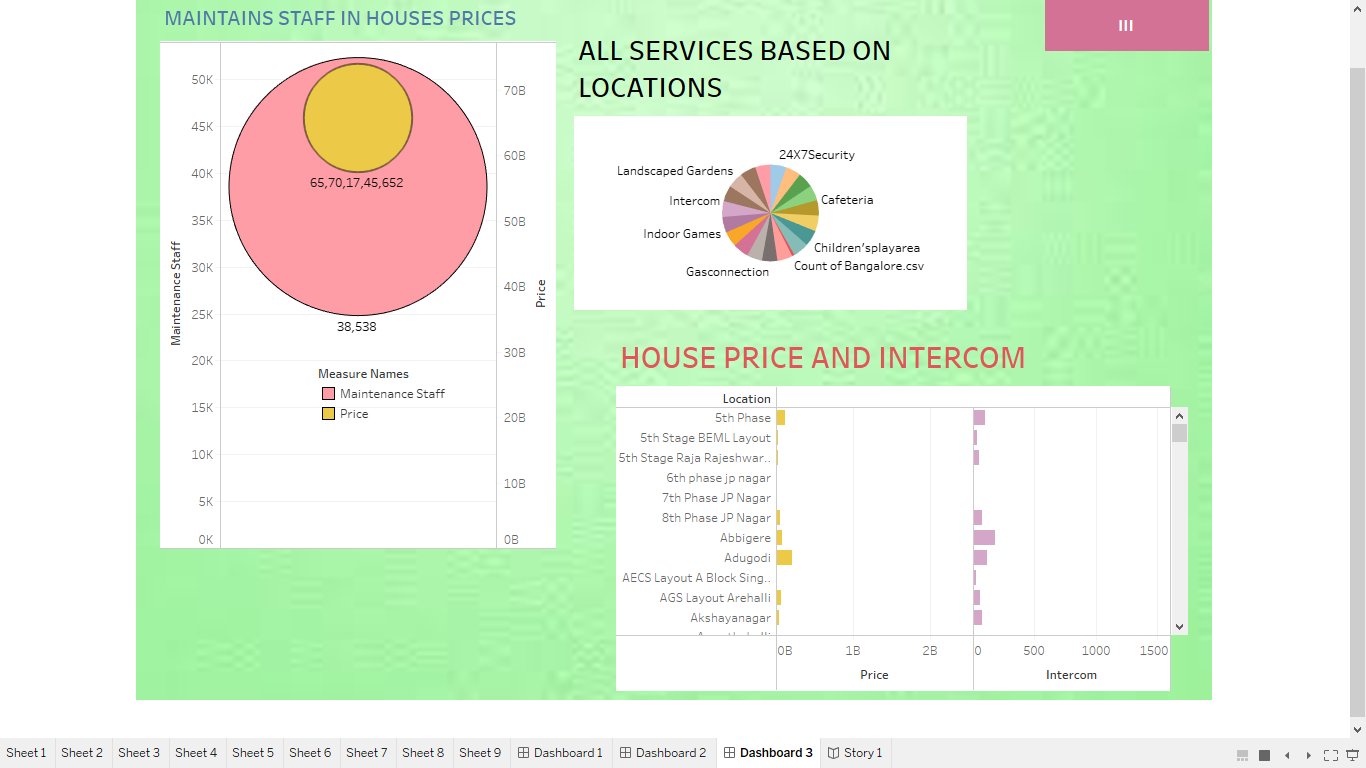 MAINTAINS STAFF IN HOUSES PRICES
III
ALL SERVICES BASED ON
LOCATIONS
50K
45K
40K
35K
30K
25K
20K
15K
10K
5K
0K
Maintenance Staff
65,70,17,45,652
38,538
Measure Names
Maintenance Staff
Price
70B
60B
50B
40B
30B
20B
10B
0B
Price
24X7Security
Landscaped Gardens
Intercom
Cafeteria
Indoor Games
Children'splayarea
Count of Bangalore.csv
Gasconnection
HOUSE PRICE AND INTERCOM
Location
5th Phase
5th Stage BEML Layout
5th Stage Raja Rajeshwar..
6th phase jp nagar
7th Phase JP Nagar
8th Phase JP Nagar
Abbigere
Adugodi
AECS Layout A Block Sing..
AGS Layout Arehalli
Akshayanagar
0B 1B 2B 0 500 1000 1500
Price Intercom
Sheet 1 Sheet 2 Sheet 3 Sheet 4 Sheet 5 Sheet 6 Sheet 7 Sheet 8 Sheet 9 Dashboard 1 Dashboard 2 Dashboard 3 Story 1